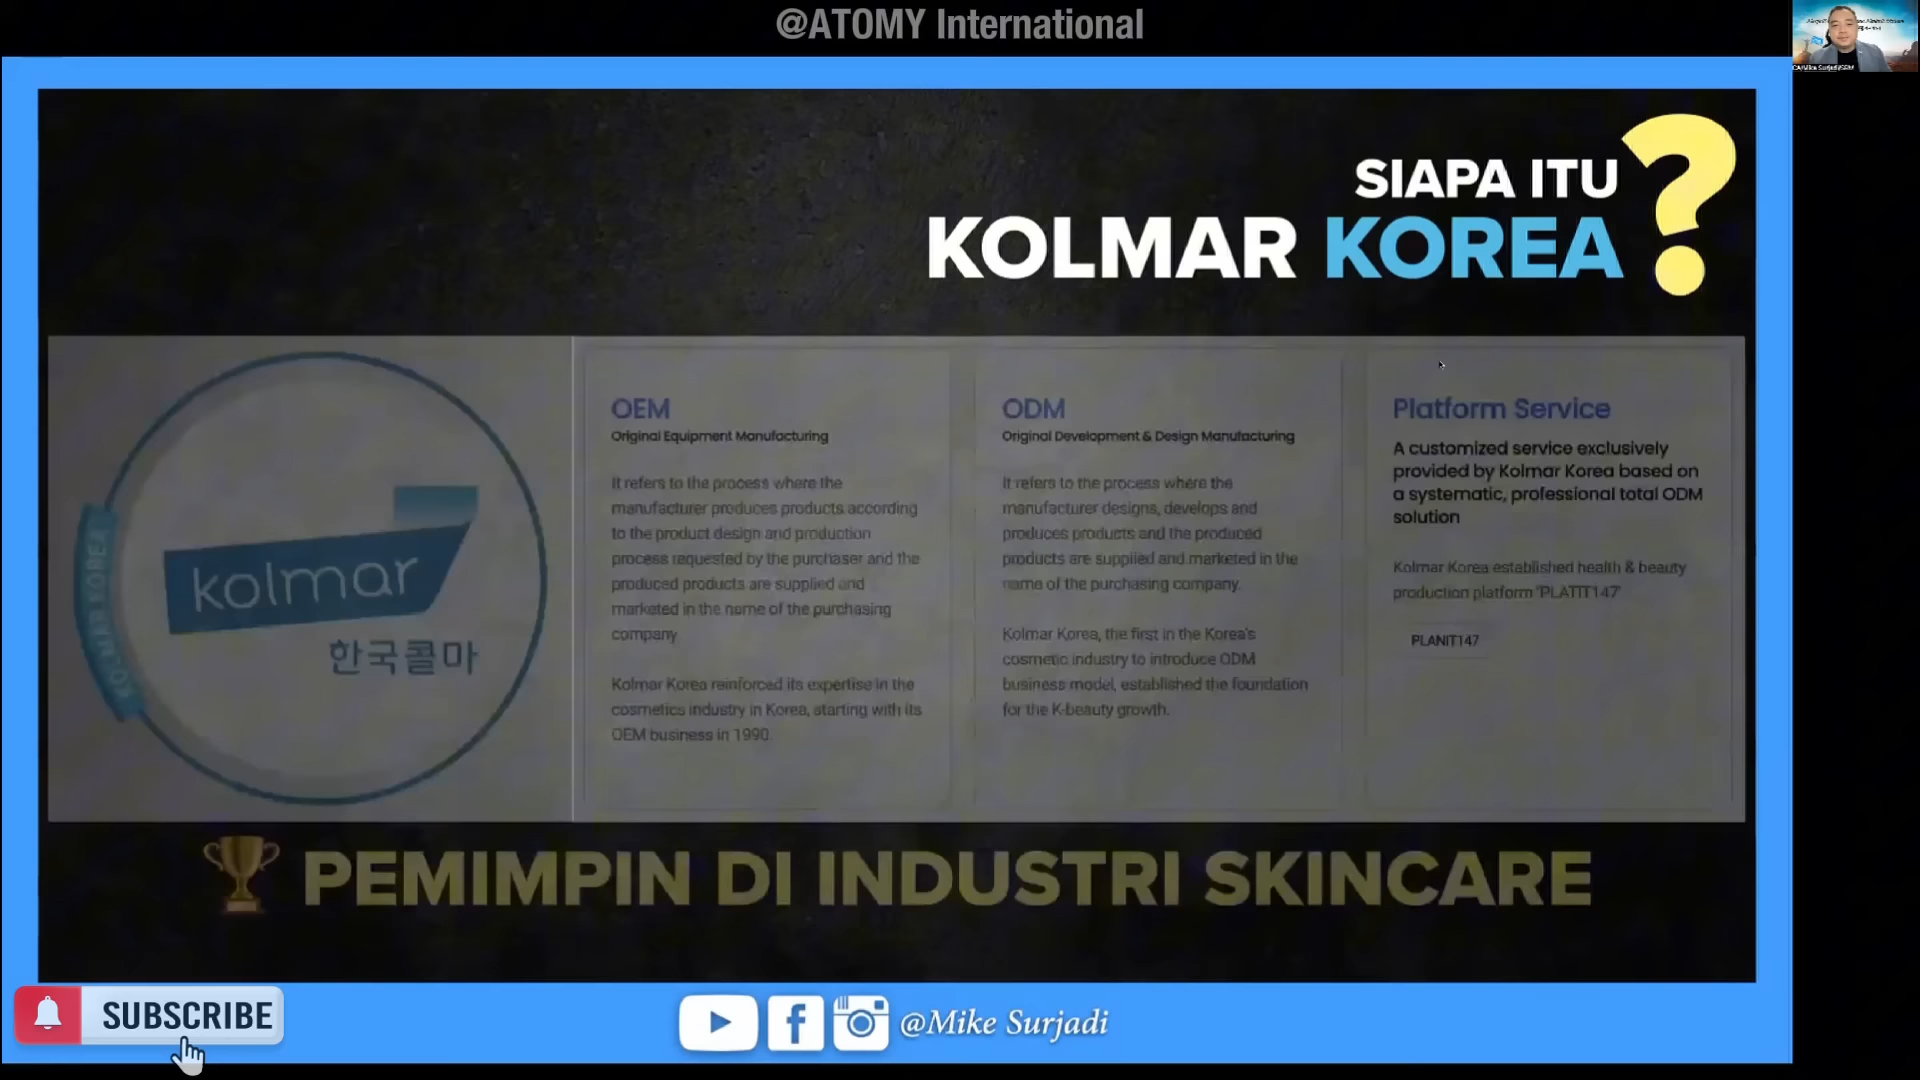 @ATOMY International
SIAPA ITU
KOLMAR KOREA?
KOLMAR KOREA
kolmar
한국콜마
OEM
Original Equipment Manufacturing
It refers to the process where the
manufacturer produces products according
to the product design and production
process requested by the purchaser and the
produced products are supplied and
marketed in the name of the purchasing
company
Kolmar Korea reinforced its expertise in the
cosmetics industry in Korea, starting with its
OEM business in 1990.
ODM
Original Development & Design Manufacturing
It refers to the process where the
manufacturer designs, develops and
produces products and the produced
products are supplied and marketed in the
name of the purchasing company.
Kolmar Korea, the first in the Korea's
cosmetic industry to introduce ODM
business model, established the foundation
for the K-beauty growth.
Platform Service
A customized service exclusively
provided by Kolmar Korea based on
a systematic, professional total ODM
solution
Kolmar Korea established health & beauty
production platform 'PLATIT147'
PLANIT147
PEMIMPIN DI INDUSTRI SKINCARE
SUBSCRIBE
@Mike Surjadi